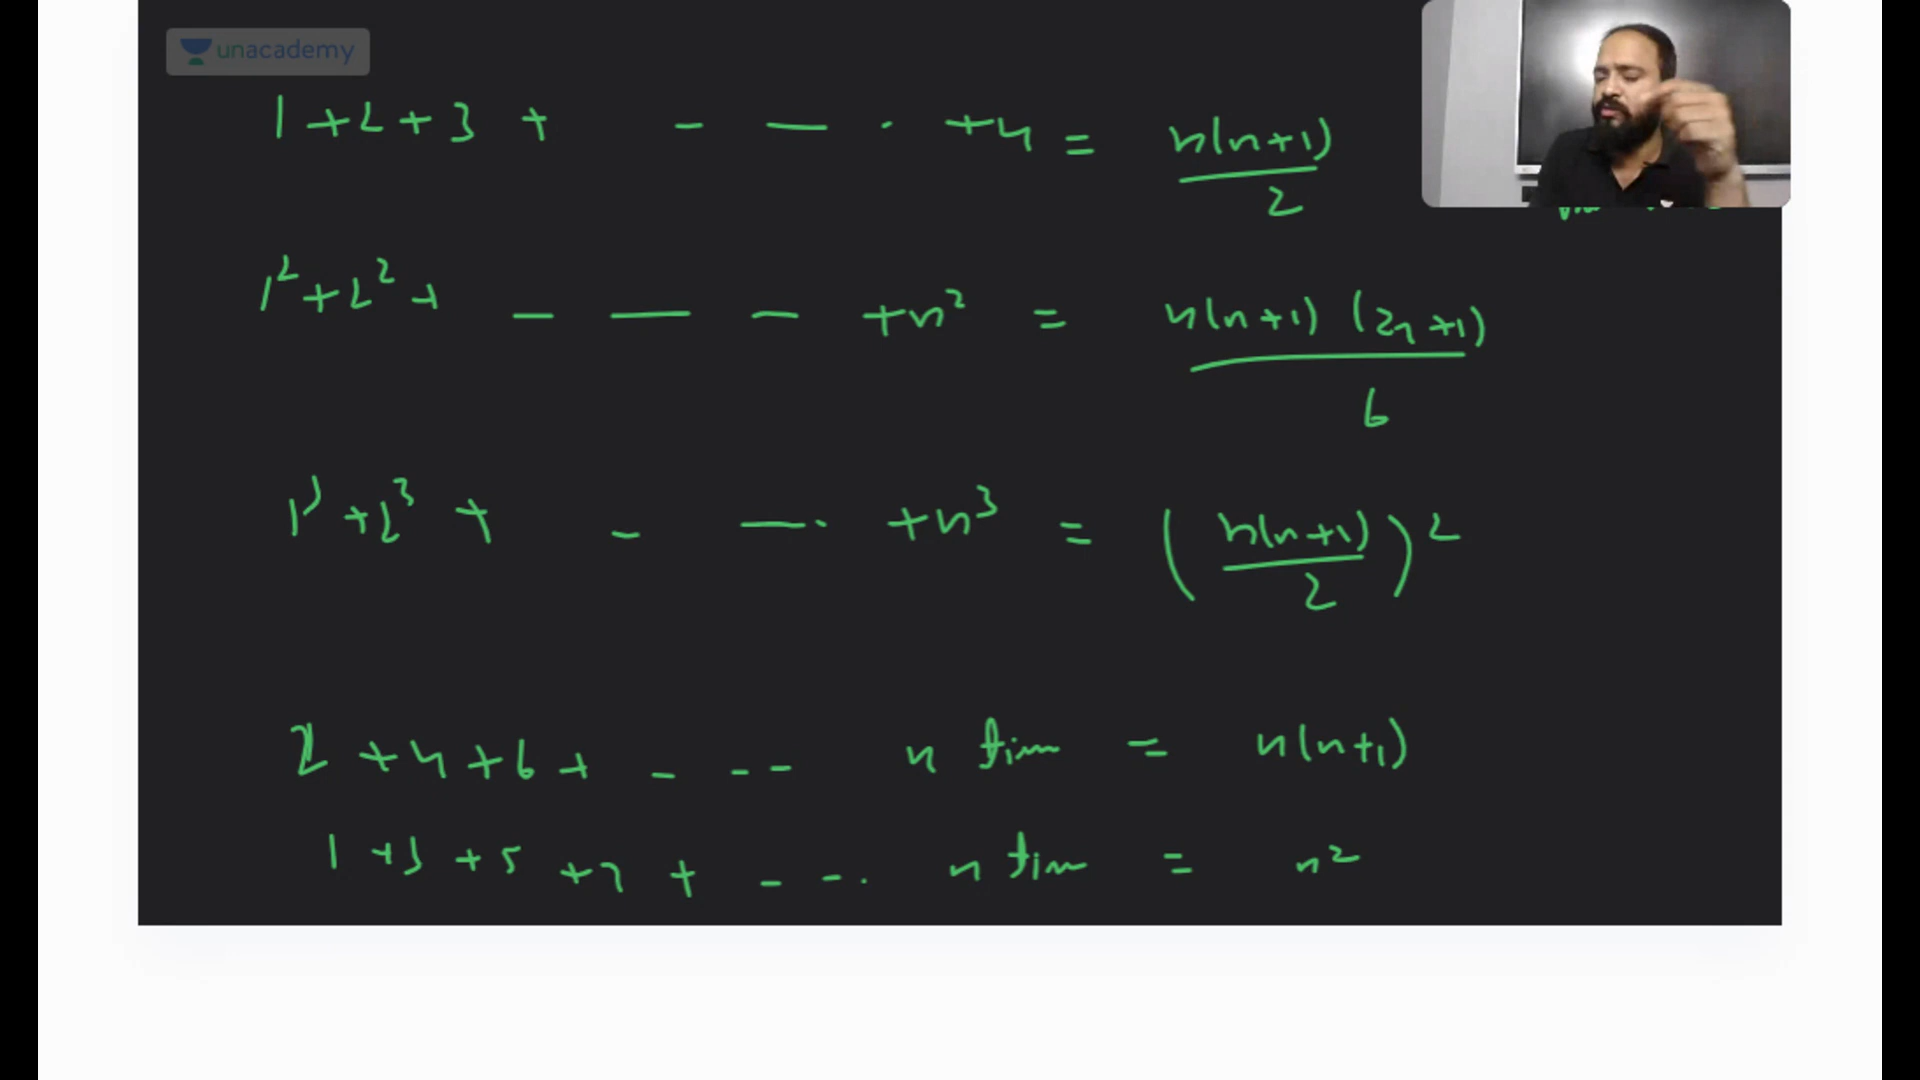 unacademy
1 + 2 + 3 + - — . + n = n(n+1)/2
1² + 2² + — — — + n² = n(n+1) (2n+1)/6
1³ + 2³ + - — . + n³ = (n(n+1)/2)²
2 + 4 + 6 + - - - n tim = n(n+1)
1 + 3 + 5 + 7 + - - . n tim = n²